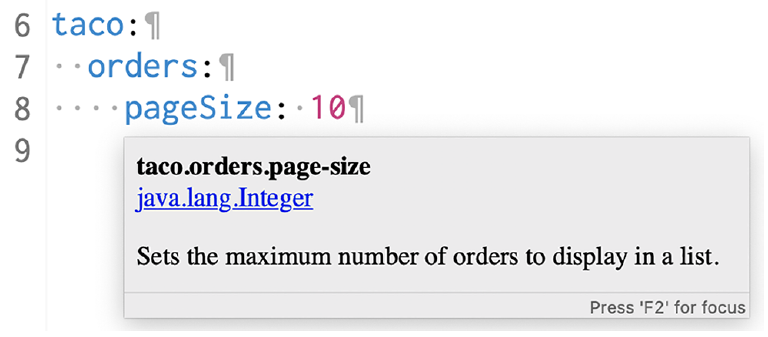 6 taco:¶
7 ··orders:¶
8 ····pageSize:·10¶
9
taco.orders.page-size
java.lang.Integer
Sets the maximum number of orders to display in a list.
Press 'F2' for focus